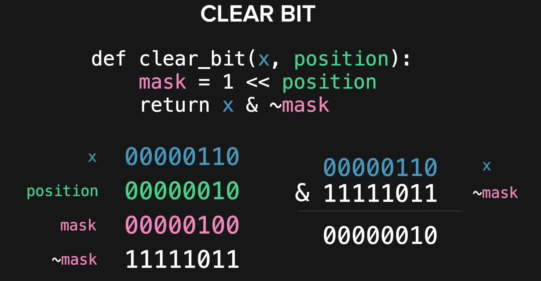 CLEAR BIT
def clear_bit(x, position):
    mask = 1 << position
    return x & ~mask
x 00000110
position 00000010
mask 00000100
~mask 11111011
00000110 x
& 11111011 ~mask
00000010